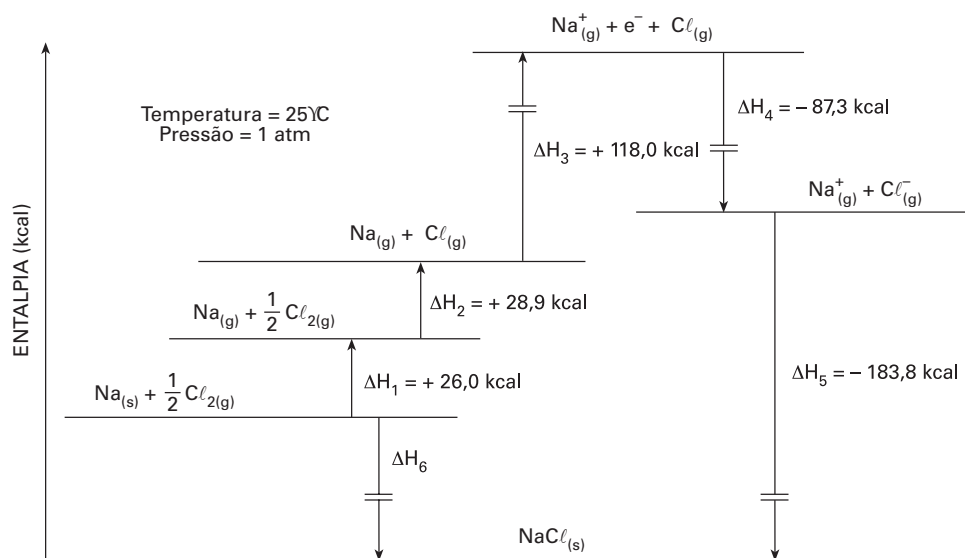 Na⁺(g) + e⁻ + Cℓ(g)
Temperatura = 25ϒC
Pressão = 1 atm
ΔH₄ = – 87,3 kcal
ΔH₃ = + 118,0 kcal
Na⁺(g) + Cℓ⁻(g)
Na(g) + Cℓ(g)
ENTALPIA (kcal)
ΔH₂ = + 28,9 kcal
Na(g) + 1/2 Cℓ₂(g)
ΔH₁ = + 26,0 kcal
ΔH₅ = – 183,8 kcal
Na(s) + 1/2 Cℓ₂(g)
ΔH₆
NaCℓ(s)